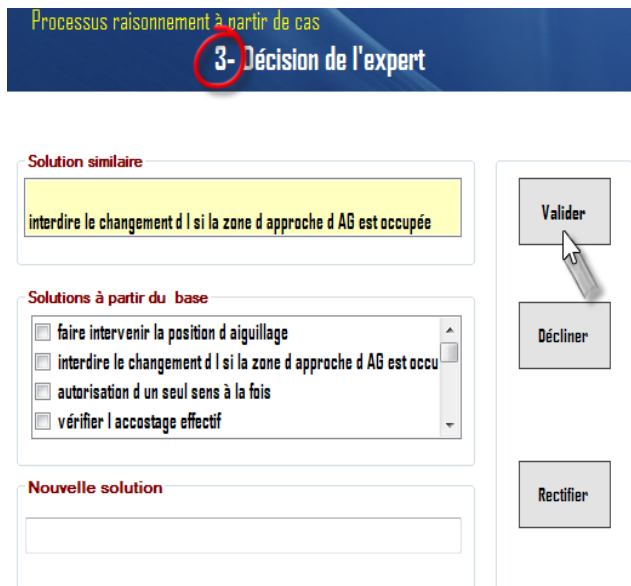 Processus raisonnement à partir de cas
3- Décision de l'expert
Solution similaire
interdire le changement d l si la zone d approche d AG est occupée
Valider
Solutions à partir du base
faire intervenir la position d aiguillage
interdire le changement d l si la zone d approche d AG est occu
autorisation d un seul sens à la fois
vérifier l accostage effectif
Décliner
Nouvelle solution
Rectifier